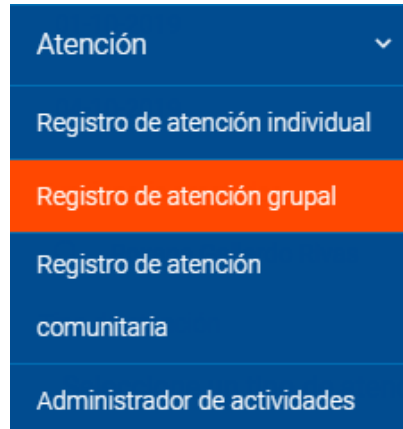 Atención
Registro de atención individual
Registro de atención grupal
Registro de atención
comunitaria
Administrador de actividades